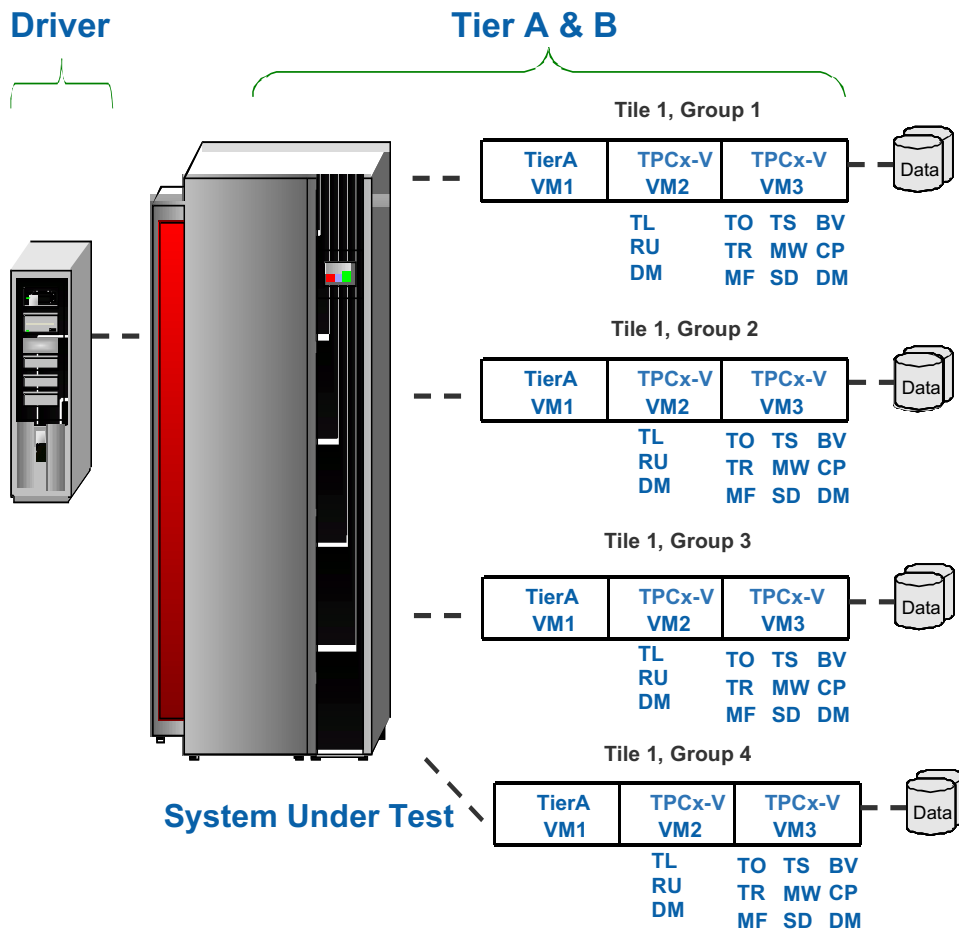 Driver
Tier A & B
Tile 1, Group 1
TierA TPCx-V TPCx-V
VM1 VM2 VM3
Data
TL TO TS BV
RU TR MW CP
DM MF SD DM
Tile 1, Group 2
TierA TPCx-V TPCx-V
VM1 VM2 VM3
Data
TL TO TS BV
RU TR MW CP
DM MF SD DM
Tile 1, Group 3
TierA TPCx-V TPCx-V
VM1 VM2 VM3
Data
TL TO TS BV
RU TR MW CP
DM MF SD DM
Tile 1, Group 4
System Under Test
TierA TPCx-V TPCx-V
VM1 VM2 VM3
Data
TL TO TS BV
RU TR MW CP
DM MF SD DM